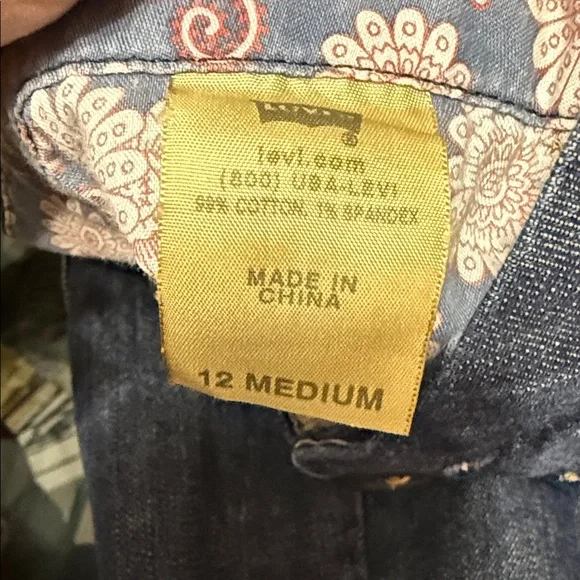 LEVI'S
®
levi.com
(800) USA-LEVI
99% COTTON, 1% SPANDEX
MADE IN
CHINA
12 MEDIUM